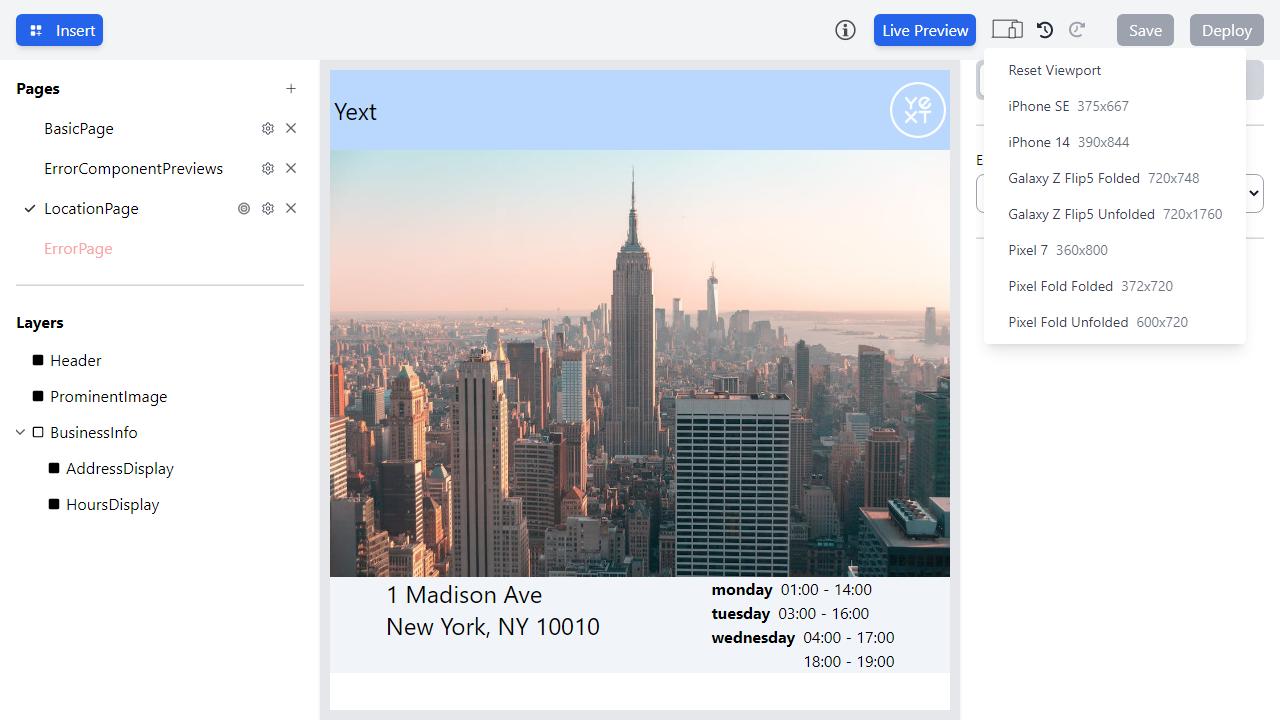 Insert
Live Preview
Save
Deploy
Pages
BasicPage
ErrorComponentPreviews
LocationPage
ErrorPage
Layers
Header
ProminentImage
BusinessInfo
AddressDisplay
HoursDisplay
Yext
YEXT
1 Madison Ave
New York, NY 10010
monday 01:00 - 14:00
tuesday 03:00 - 16:00
wednesday 04:00 - 17:00
18:00 - 19:00
Reset Viewport
iPhone SE 375x667
iPhone 14 390x844
Galaxy Z Flip5 Folded 720x748
Galaxy Z Flip5 Unfolded 720x1760
Pixel 7 360x800
Pixel Fold Folded 372x720
Pixel Fold Unfolded 600x720